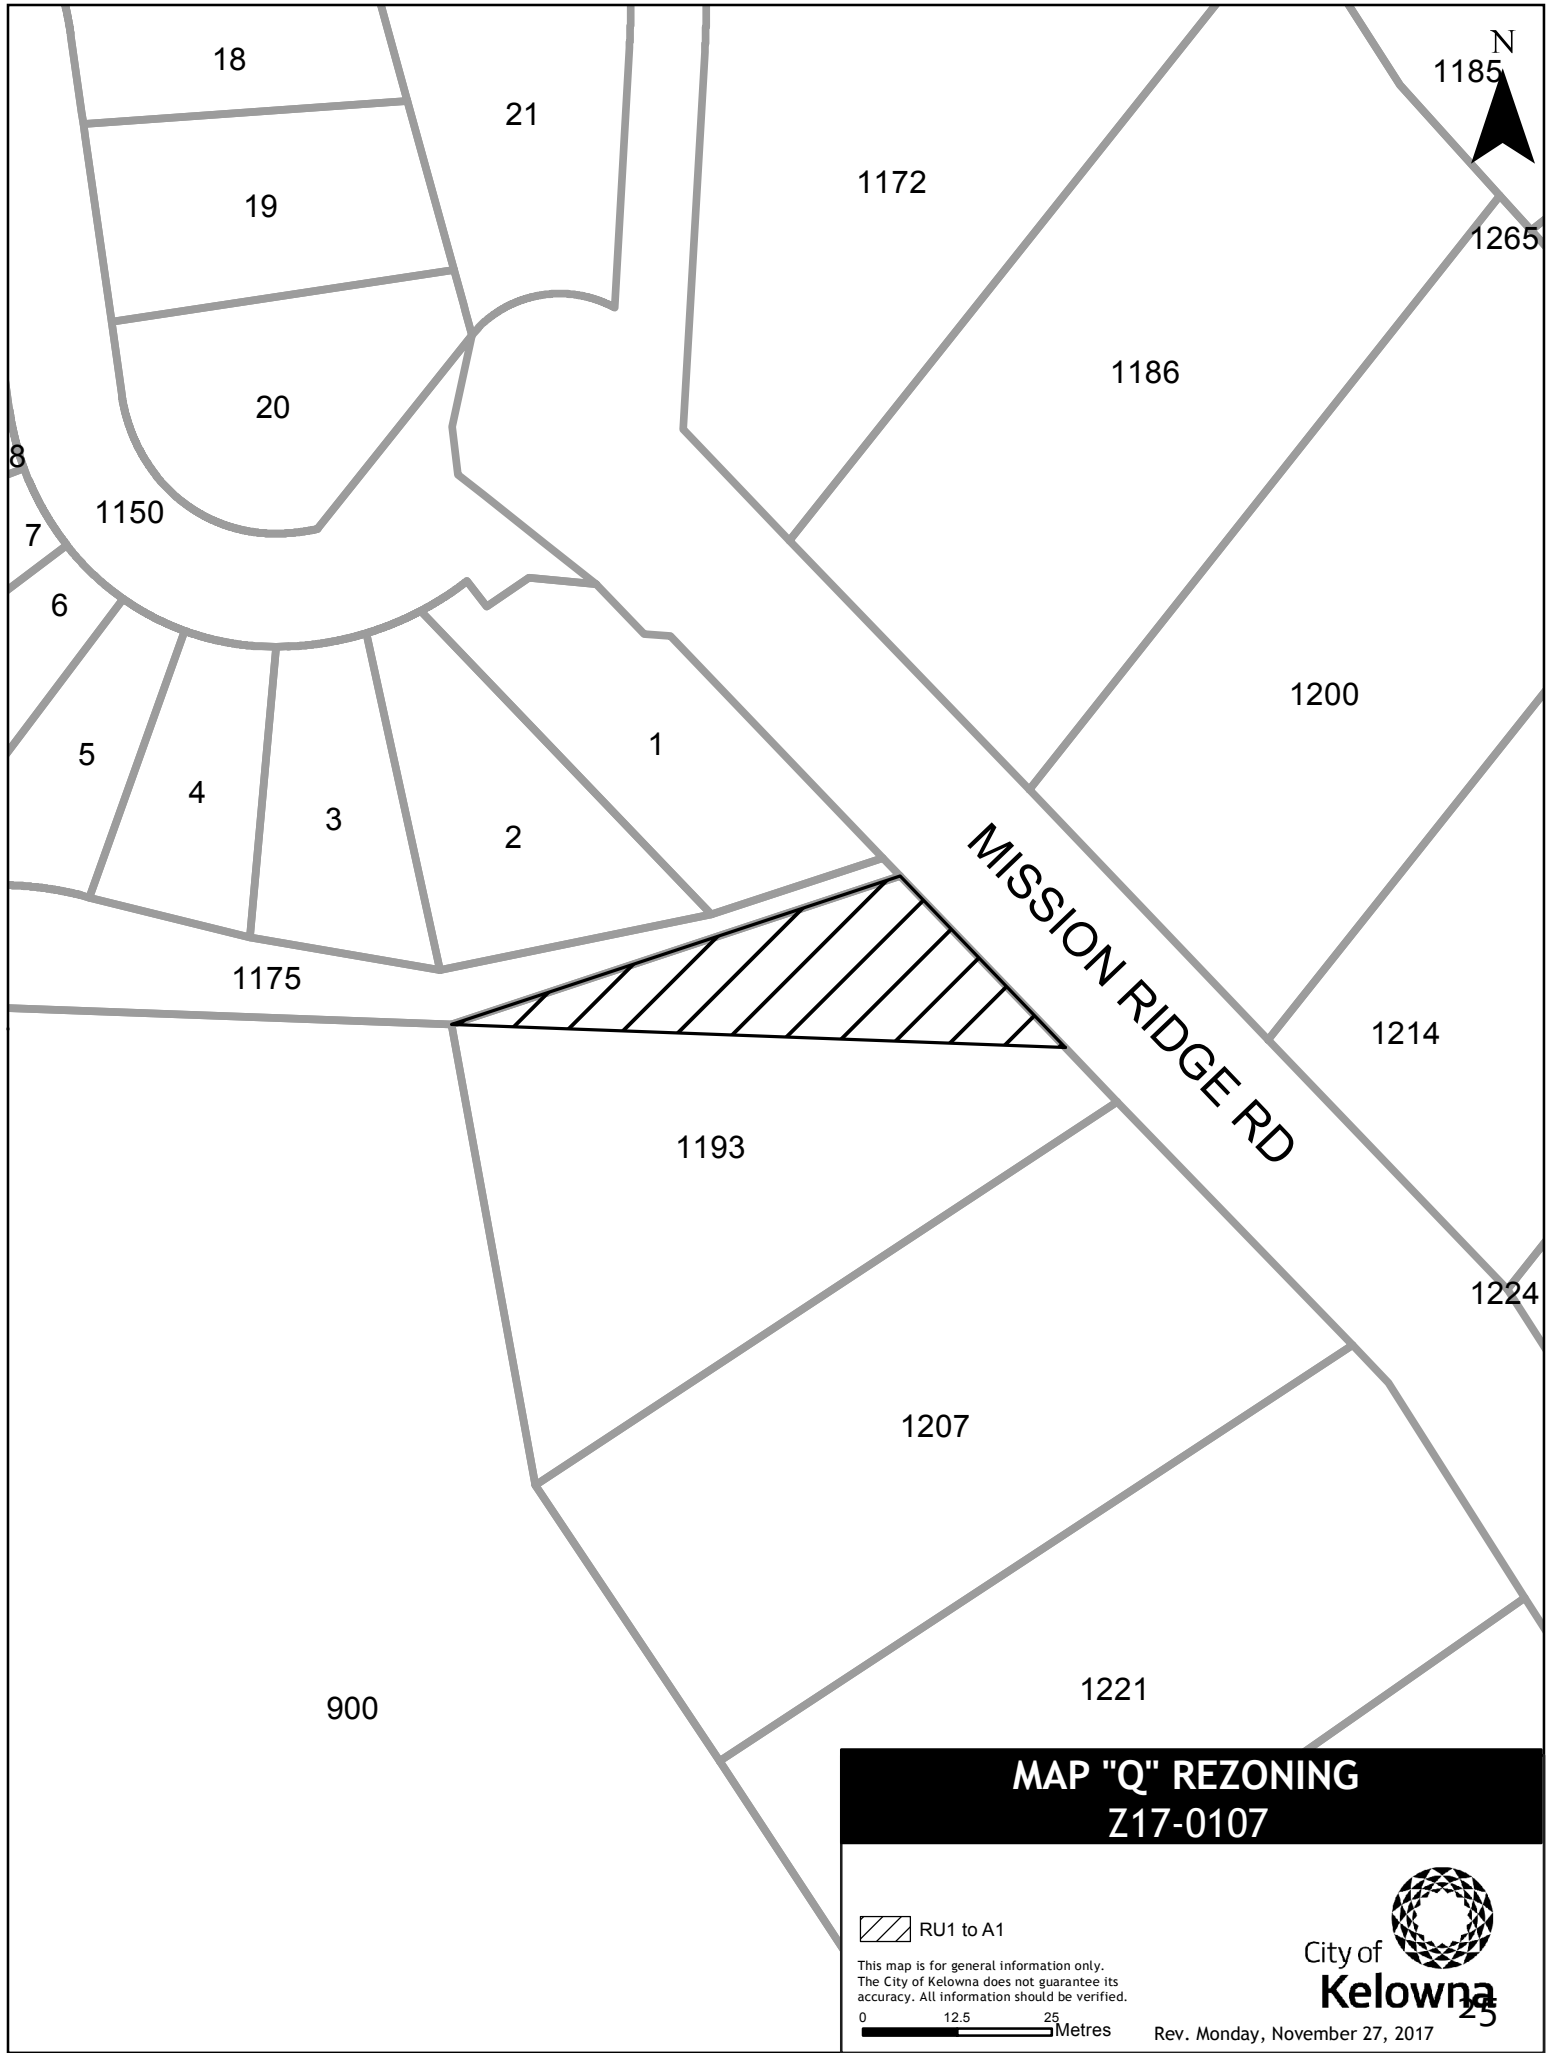 18
N
1185
21
1172
19
1265
1186
20
8
1150
7
6
1200
1
5
4
3
2
MISSION RIDGE RD
1175
1214
1193
1224
1207
900
1221
MAP "Q" REZONING
Z17-0107
RU1 to A1
This map is for general information only.
The City of Kelowna does not guarantee its
accuracy. All information should be verified.
0 12.5 25
Metres
City of
Kelowna
25
Rev. Monday, November 27, 2017